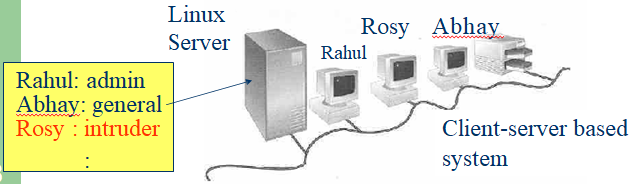 Linux
Server
Rahul
Rosy
Abhay
Rahul: admin
Abhay: general
Rosy : intruder
:
Client-server based
system